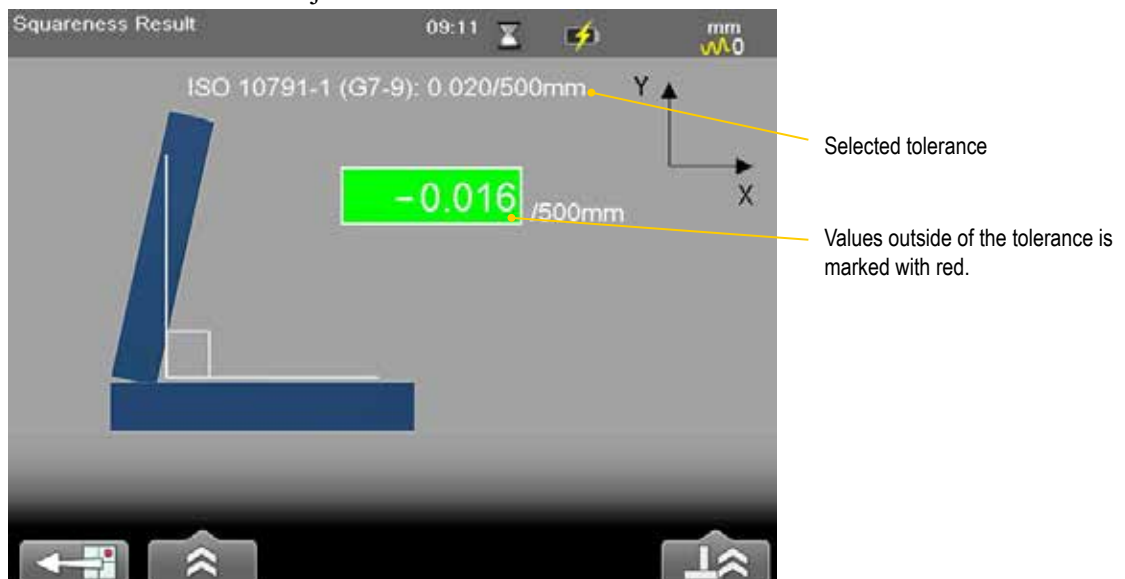 Squareness Result
09:11
mm
0
ISO 10791-1 (G7-9): 0.020/500mm
Y
X
Selected tolerance
-0.016 /500mm
Values outside of the tolerance is
marked with red.